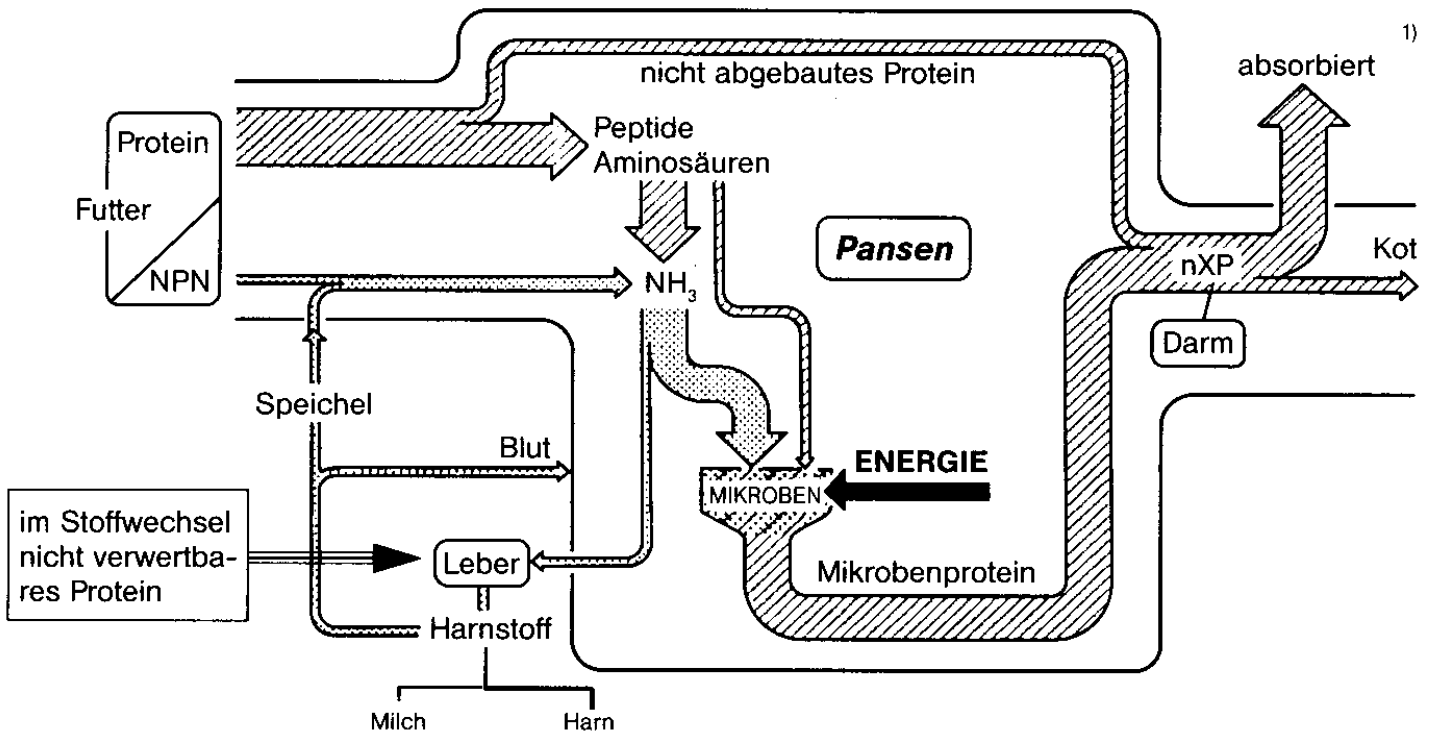 1)
nicht abgebautes Protein
absorbiert
Protein
Futter
NPN
Peptide
Aminosäuren
Pansen
NH₃
nXP
Kot
Darm
Speichel
Blut
ENERGIE
MIKROBEN
im Stoffwechsel
nicht verwertba-
res Protein
Leber
Mikrobenprotein
Harnstoff
Milch
Harn